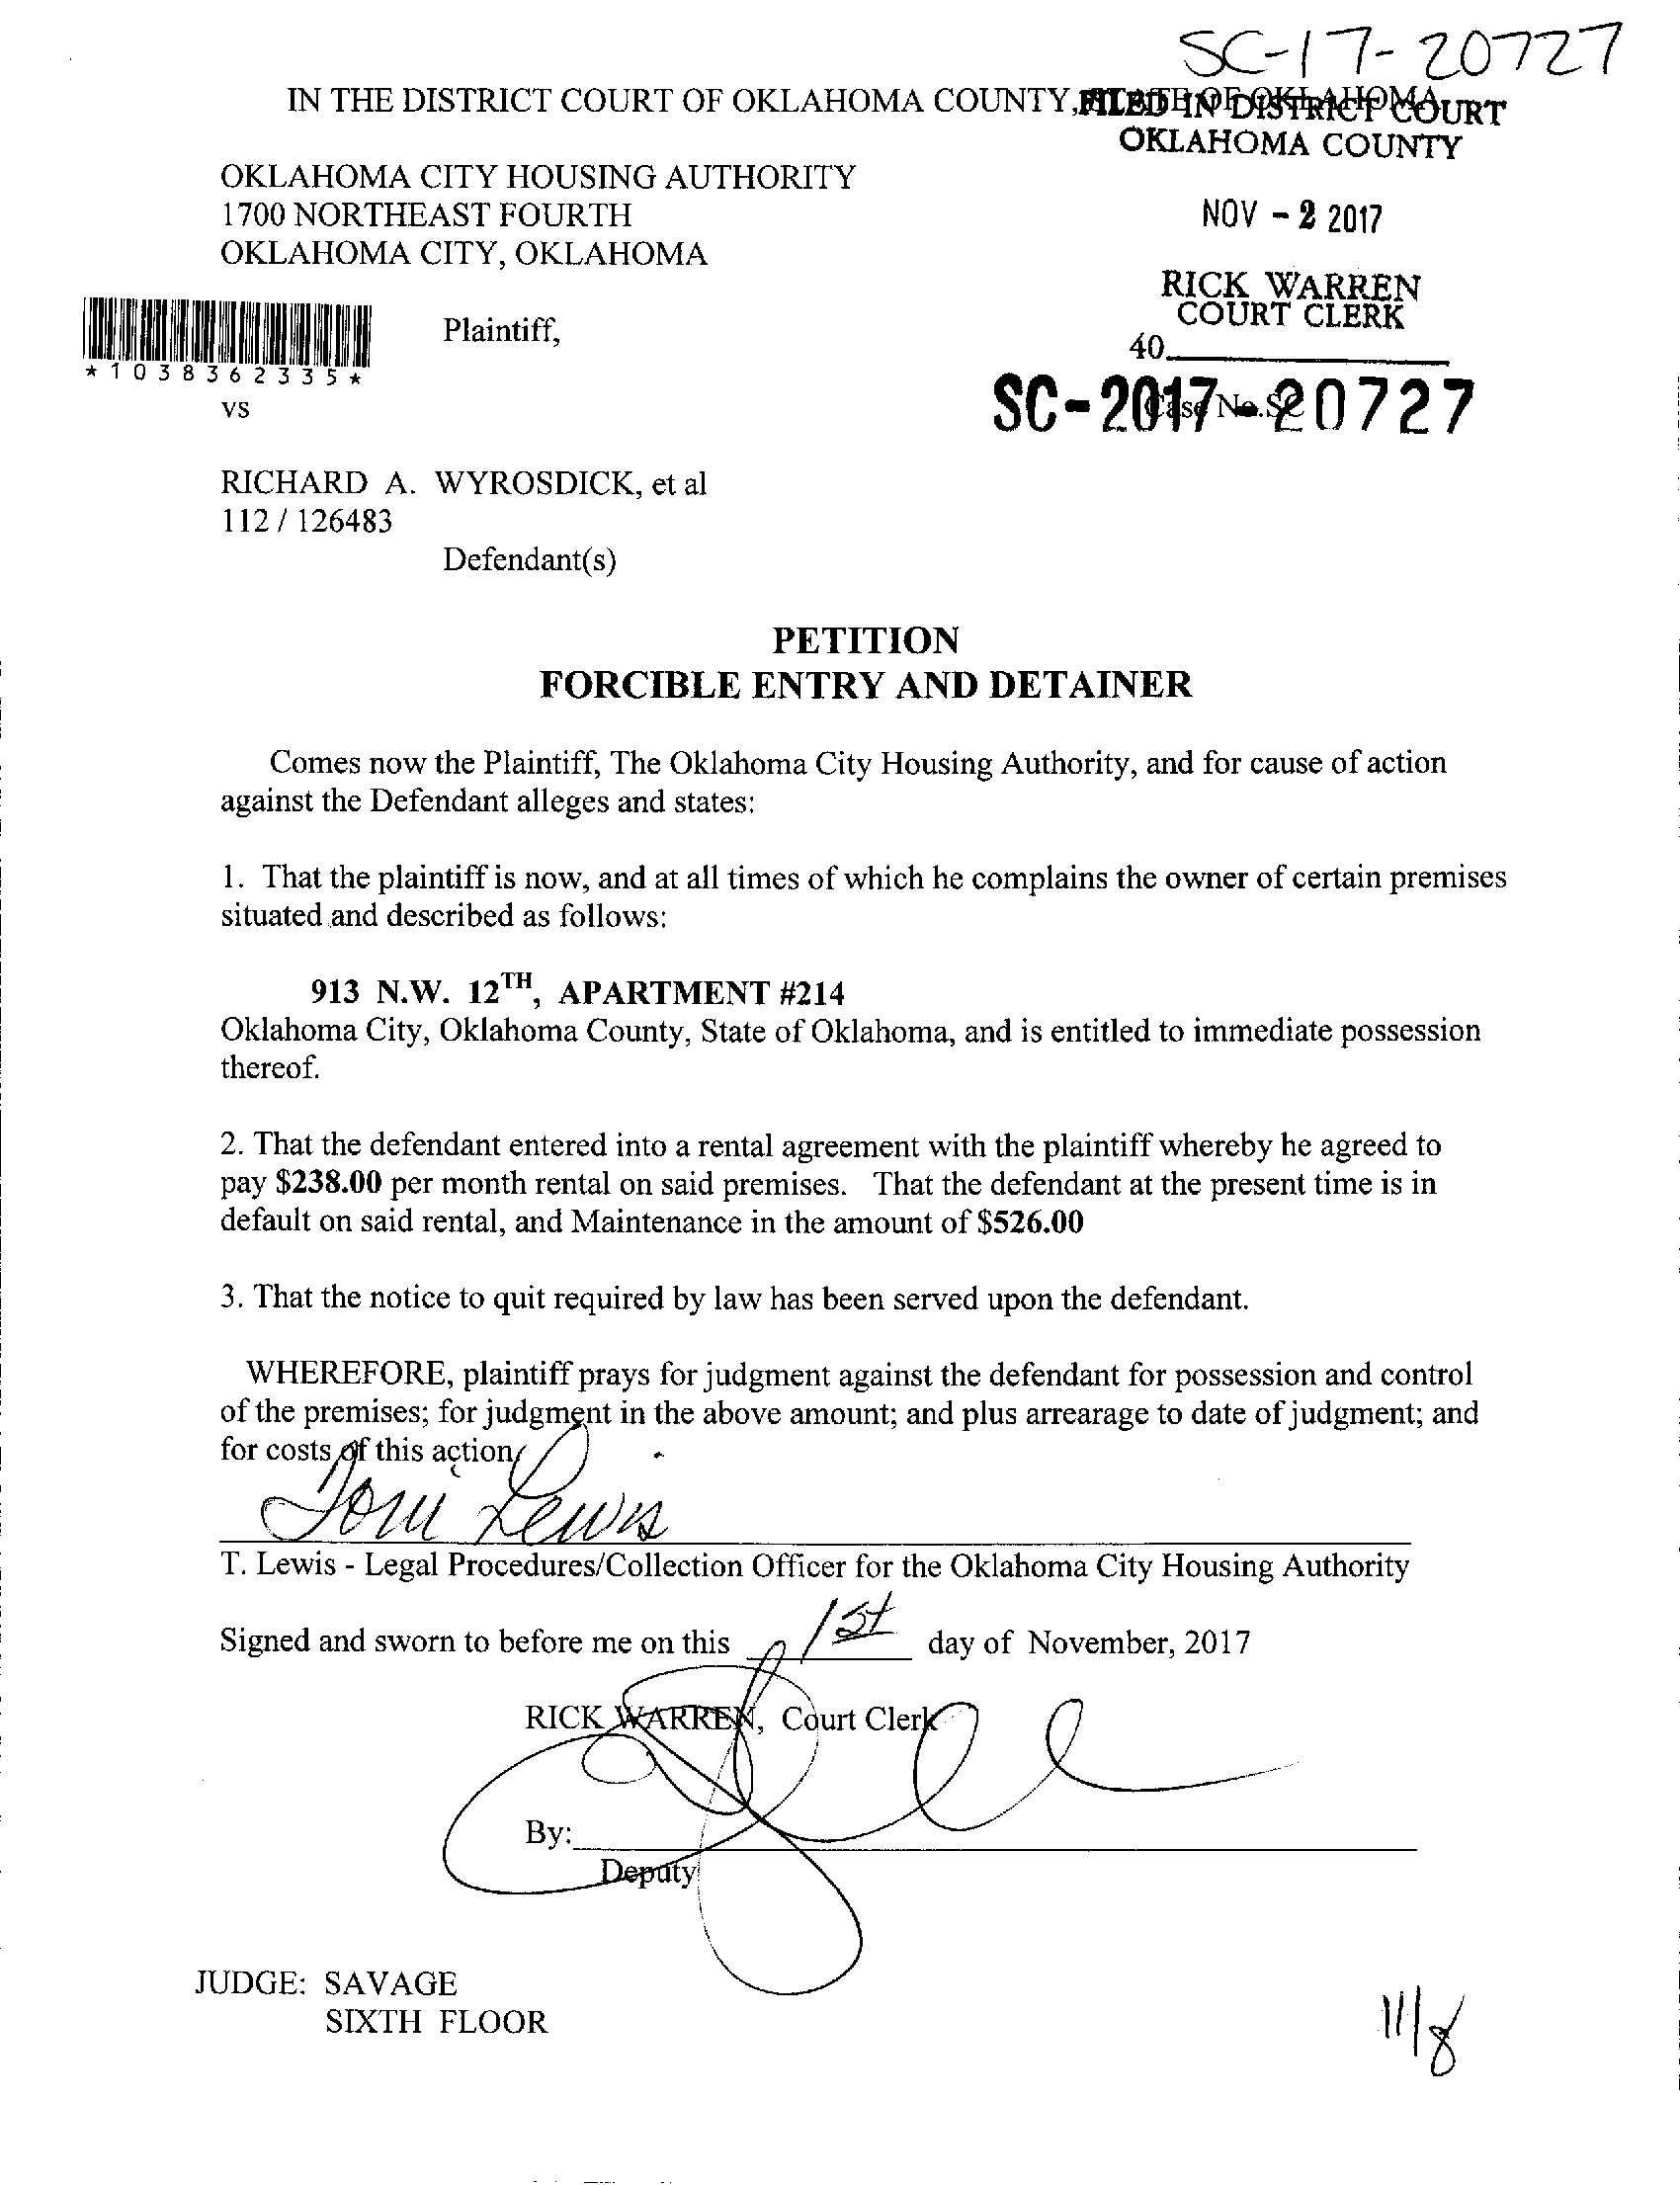 SC-17-20727
IN THE DISTRICT COURT OF OKLAHOMA COUNTY, STATE OF OKLAHOMA
FILED IN DISTRICT COURT
OKLAHOMA COUNTY
OKLAHOMA CITY HOUSING AUTHORITY
1700 NORTHEAST FOURTH
OKLAHOMA CITY, OKLAHOMA
NOV - 2 2017
RICK WARREN
COURT CLERK
40
*1038362335*
Plaintiff,
SC-2017-20727
Case No.SC
vs
RICHARD A. WYROSDICK, et al
112 / 126483
Defendant(s)
PETITION
FORCIBLE ENTRY AND DETAINER
Comes now the Plaintiff, The Oklahoma City Housing Authority, and for cause of action
against the Defendant alleges and states:
1. That the plaintiff is now, and at all times of which he complains the owner of certain premises
situated and described as follows:
913 N.W. 12TH, APARTMENT #214
Oklahoma City, Oklahoma County, State of Oklahoma, and is entitled to immediate possession
thereof.
2. That the defendant entered into a rental agreement with the plaintiff whereby he agreed to
pay $238.00 per month rental on said premises. That the defendant at the present time is in
default on said rental, and Maintenance in the amount of $526.00
3. That the notice to quit required by law has been served upon the defendant.
WHEREFORE, plaintiff prays for judgment against the defendant for possession and control
of the premises; for judgment in the above amount; and plus arrearage to date of judgment; and
for costs of this action.
Toni Lewis
T. Lewis - Legal Procedures/Collection Officer for the Oklahoma City Housing Authority
Signed and sworn to before me on this 1st day of November, 2017
RICK WARREN, Court Clerk
By:
Deputy
JUDGE: SAVAGE
SIXTH FLOOR
11/8